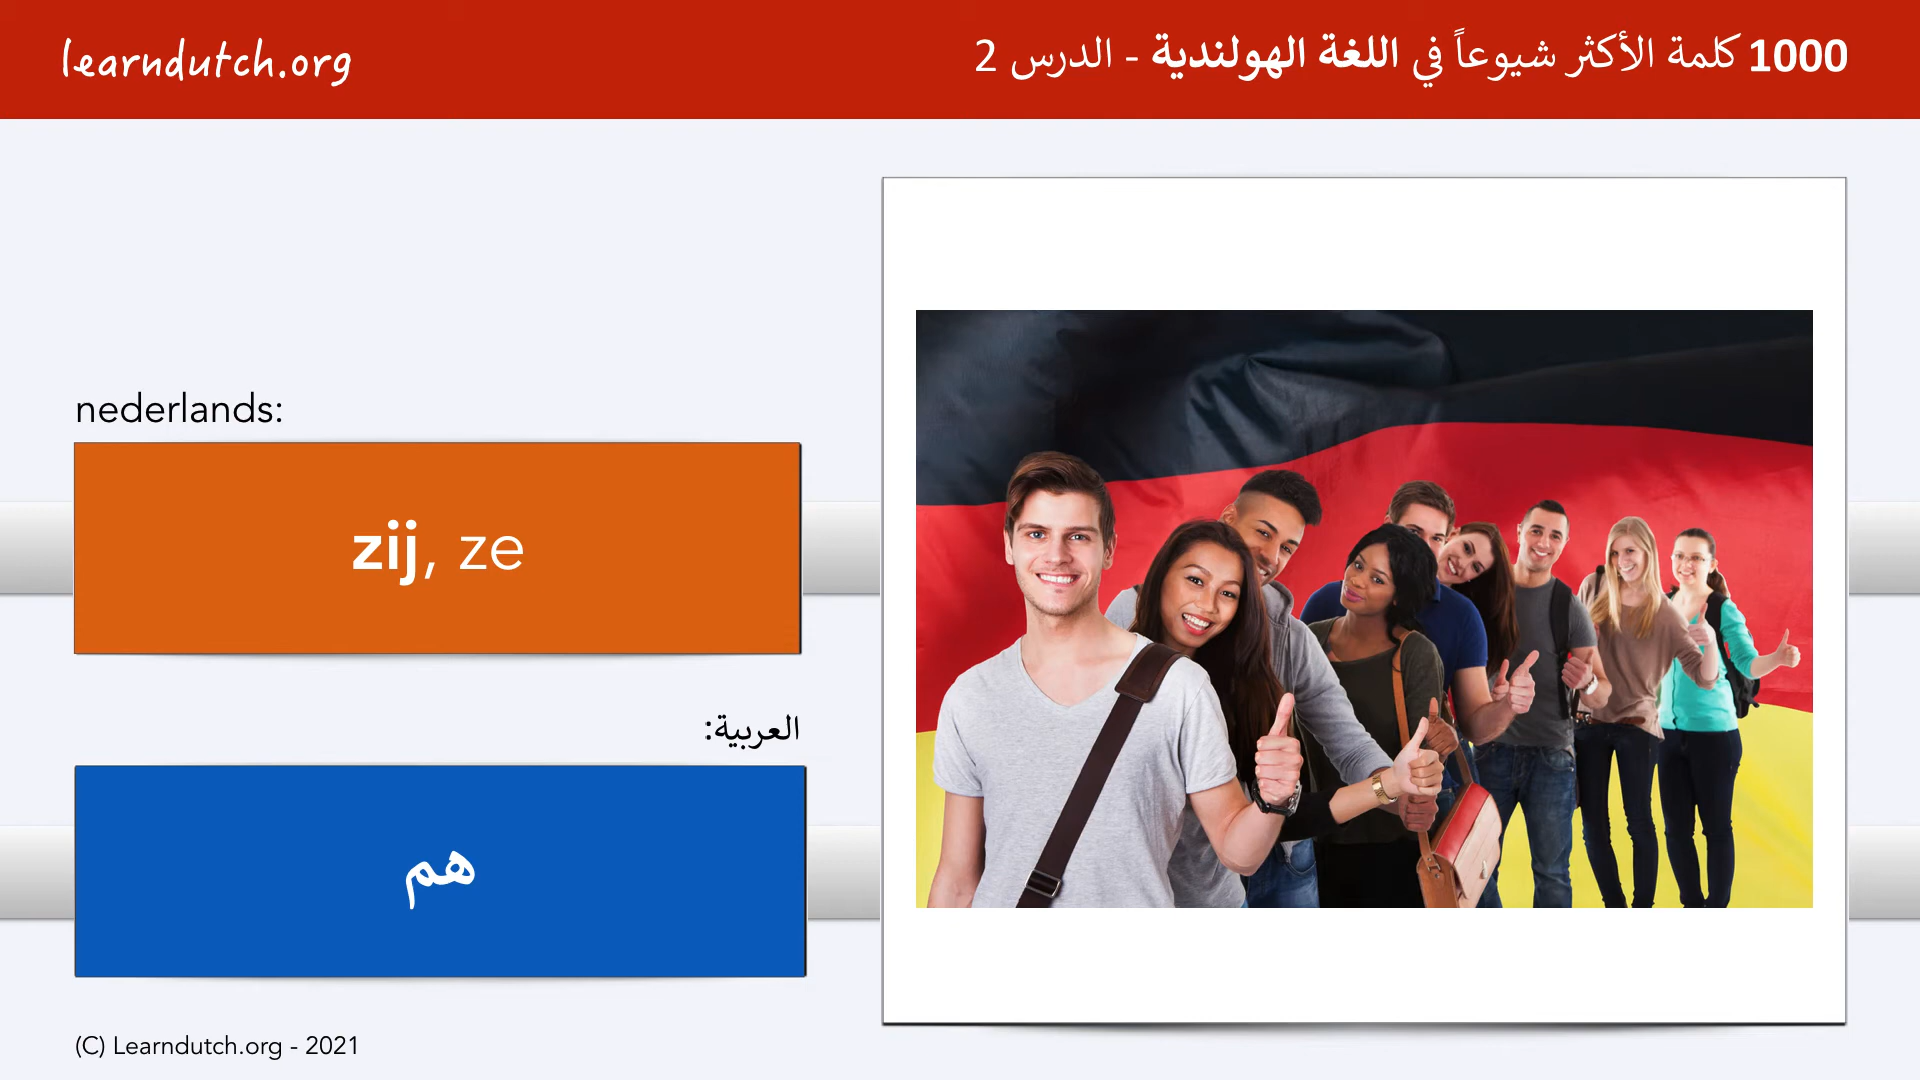 learndutch.org
1000 كلمة الأكثر شيوعاً في اللغة الهولندية - الدرس 2
nederlands:
zij, ze
العربية:
هم
(C) Learndutch.org - 2021